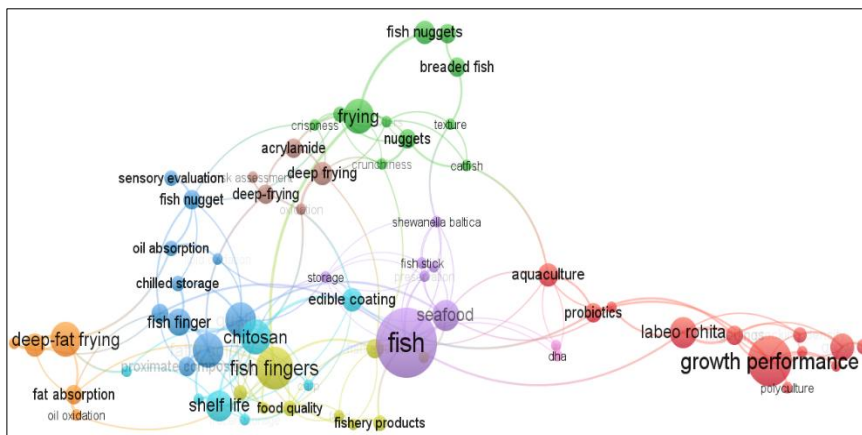 fish nuggets
breaded fish
frying
crispness
texture
nuggets
acrylamide
crunchiness
catfish
deep frying
sensory evaluation
deep-frying
fish nugget
shewanella baltica
oil absorption
fish stick
aquaculture
storage
chilled storage
edible coating
seafood
probiotics
fish finger
labeo rohita
deep-fat frying
chitosan
fish
dha
growth performance
proximate compos
fish fingers
polyculture
fat absorption
shelf life
food quality
oil oxidation
fishery products